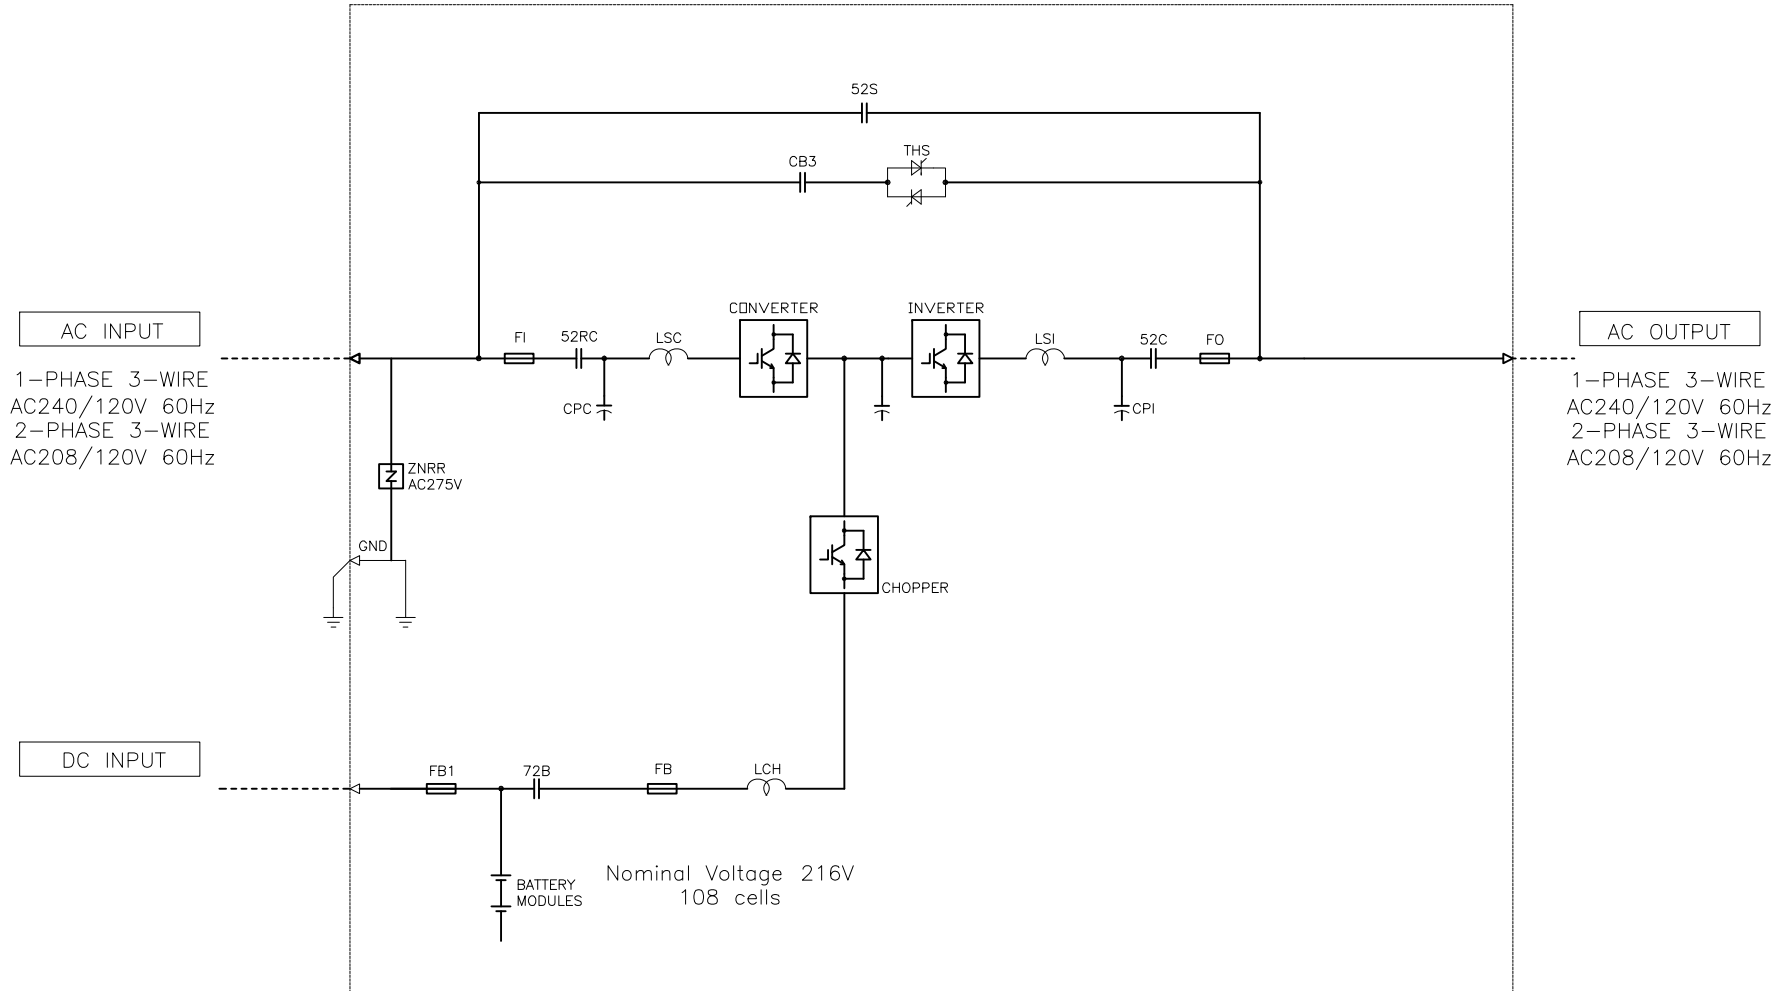 52S
THS
CB3
CONVERTER
INVERTER
AC INPUT
FI
52RC
LSC
LSI
52C
FO
AC OUTPUT
1-PHASE 3-WIRE
AC240/120V 60Hz
2-PHASE 3-WIRE
AC208/120V 60Hz
CPC
CPI
1-PHASE 3-WIRE
AC240/120V 60Hz
2-PHASE 3-WIRE
AC208/120V 60Hz
ZNRR
AC275V
GND
CHOPPER
DC INPUT
FB1
72B
FB
LCH
BATTERY
MODULES
Nominal Voltage 216V
108 cells